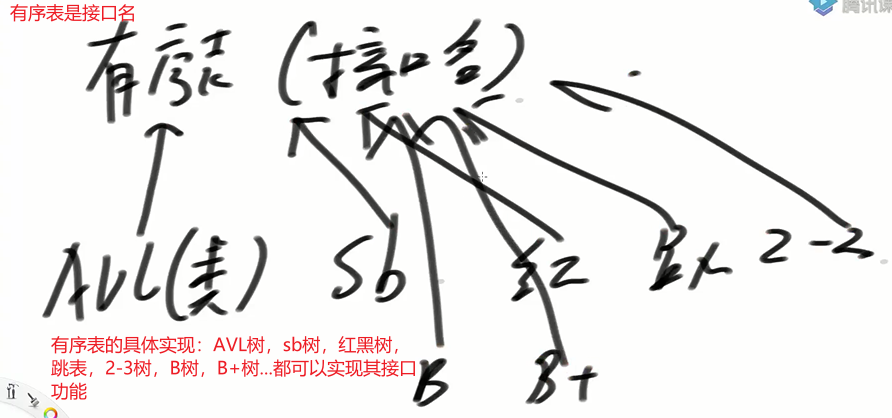 有序表是接口名
腾讯课
有序表（接口名）
AVL（表） Sb 红 跳 2-2
有序表的具体实现：AVL树，sb树，红黑树，
跳表，2-3树，B树，B+树...都可以实现其接口
功能
B B+